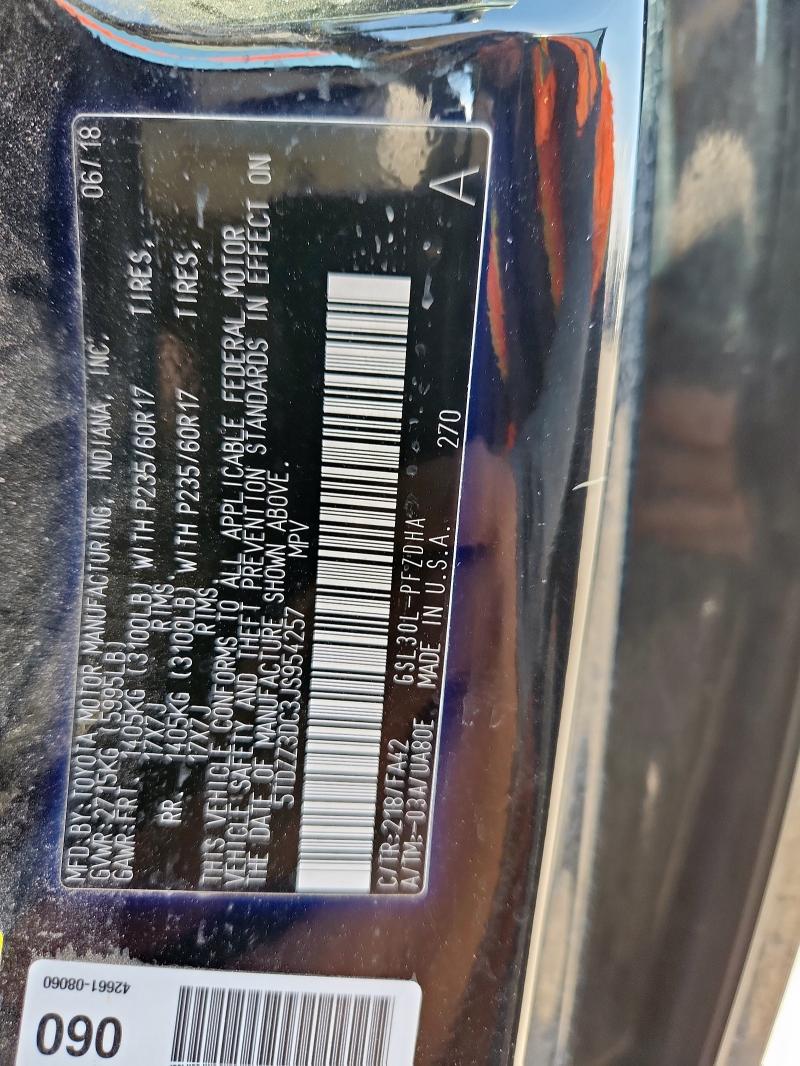 MFD.BY:TOYOTA MOTOR MANUFACTURING, INDIANA, INC. 06/18
GVWR:2715KG (5995LB)
GAWR:FRT 1405KG (3100LB) WITH P235/60R17 TIRES,
17X7J RIMS,
RR. 1405KG (3100LB) WITH P235/60R17 TIRES,
17X7J RIMS
THIS VEHICLE CONFORMS TO ALL APPLICABLE FEDERAL MOTOR
VEHICLE SAFETY AND THEFT PREVENTION STANDARDS IN EFFECT ON
THE DATE OF MANUFACTURE SHOWN ABOVE.
5TDZZ3DC3JS954257 MPV
C/TR:218/FA42 GSL30L-PFZDHA
A/TM:-03A/UA80E MADE IN U.S.A. 270 A
42661-08060
060